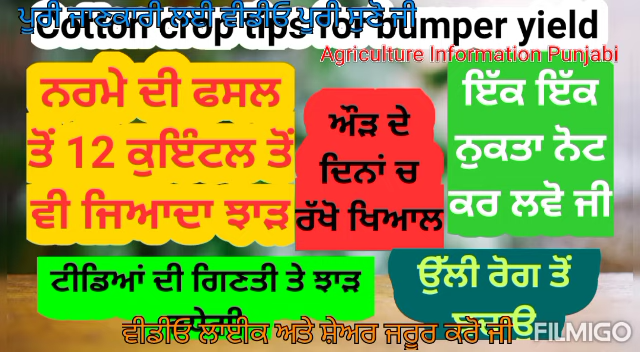 ਪੂਰੀ ਜਾਣਕਾਰੀ ਲਈ ਵੀਡੀਓ ਪੂਰੀ ਸੁਣੋ ਜੀ
Cotton crop tips for bumper yield
Agriculture Information Punjabi
ਨਰਮੇ ਦੀ ਫਸਲ
ਤੋਂ 12 ਕੁਇੰਟਲ ਤੋਂ
ਵੀ ਜਿਆਦਾ ਝਾੜ
ਔੜ ਦੇ
ਦਿਨਾਂ ਚ
ਰੱਖੋ ਖਿਆਲ
ਇੱਕ ਇੱਕ
ਨੁਕਤਾ ਨੋਟ
ਕਰ ਲਵੋ ਜੀ
ਟੀਡਿਆਂ ਦੀ ਗਿਣਤੀ ਤੇ ਝਾੜ
ਉੱਲੀ ਰੋਗ ਤੋਂ
ਵੀਡੀਓ ਲਾਈਕ ਅਤੇ ਸ਼ੇਅਰ ਜਰੂਰ ਕਰੋ ਜੀ
FILMIGO